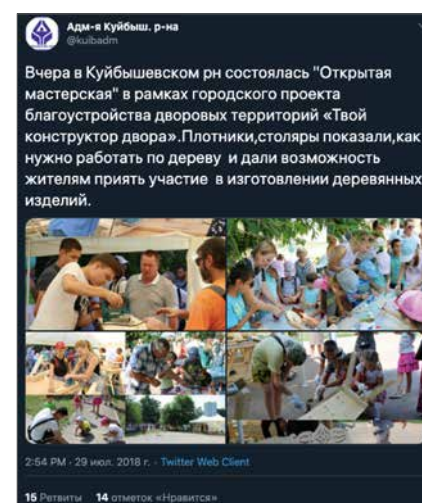 Адм-я Куйбыш. р-на
@kuibadm
Вчера в Куйбышевском рн состоялась "Открытая
мастерская" в рамках городского проекта
благоустройства дворовых территорий «Твой
конструктор двора».Плотники,столяры показали,как
нужно работать по дереву и дали возможность
жителям приять участие в изготовлении деревянных
изделий.
2:54 PM · 29 июл. 2018 г. · Twitter Web Client
15 Ретвиты 14 отметок «Нравится»